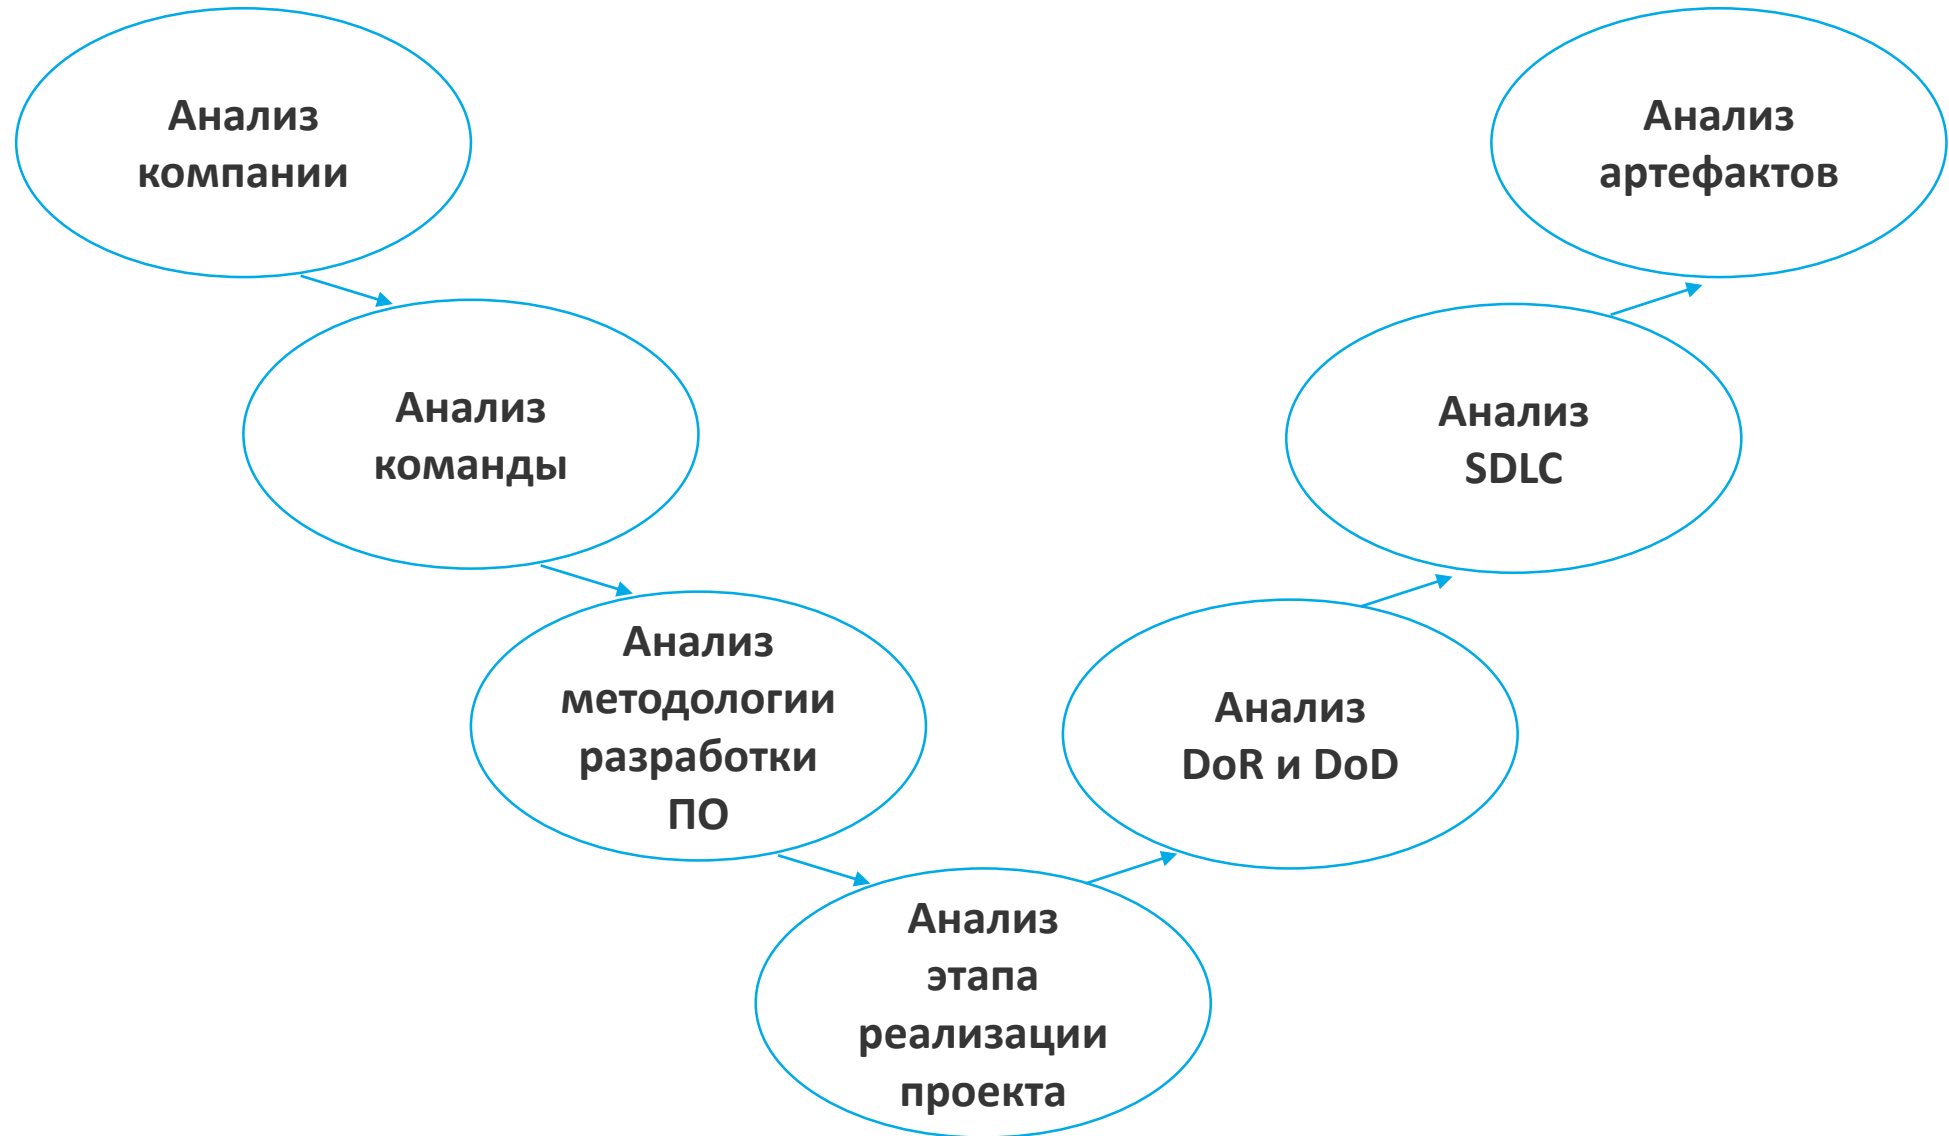 Анализ
компании
Анализ
команды
Анализ
методологии
разработки
ПО
Анализ
этапа
реализации
проекта
Анализ
DoR и DoD
Анализ
SDLC
Анализ
артефактов